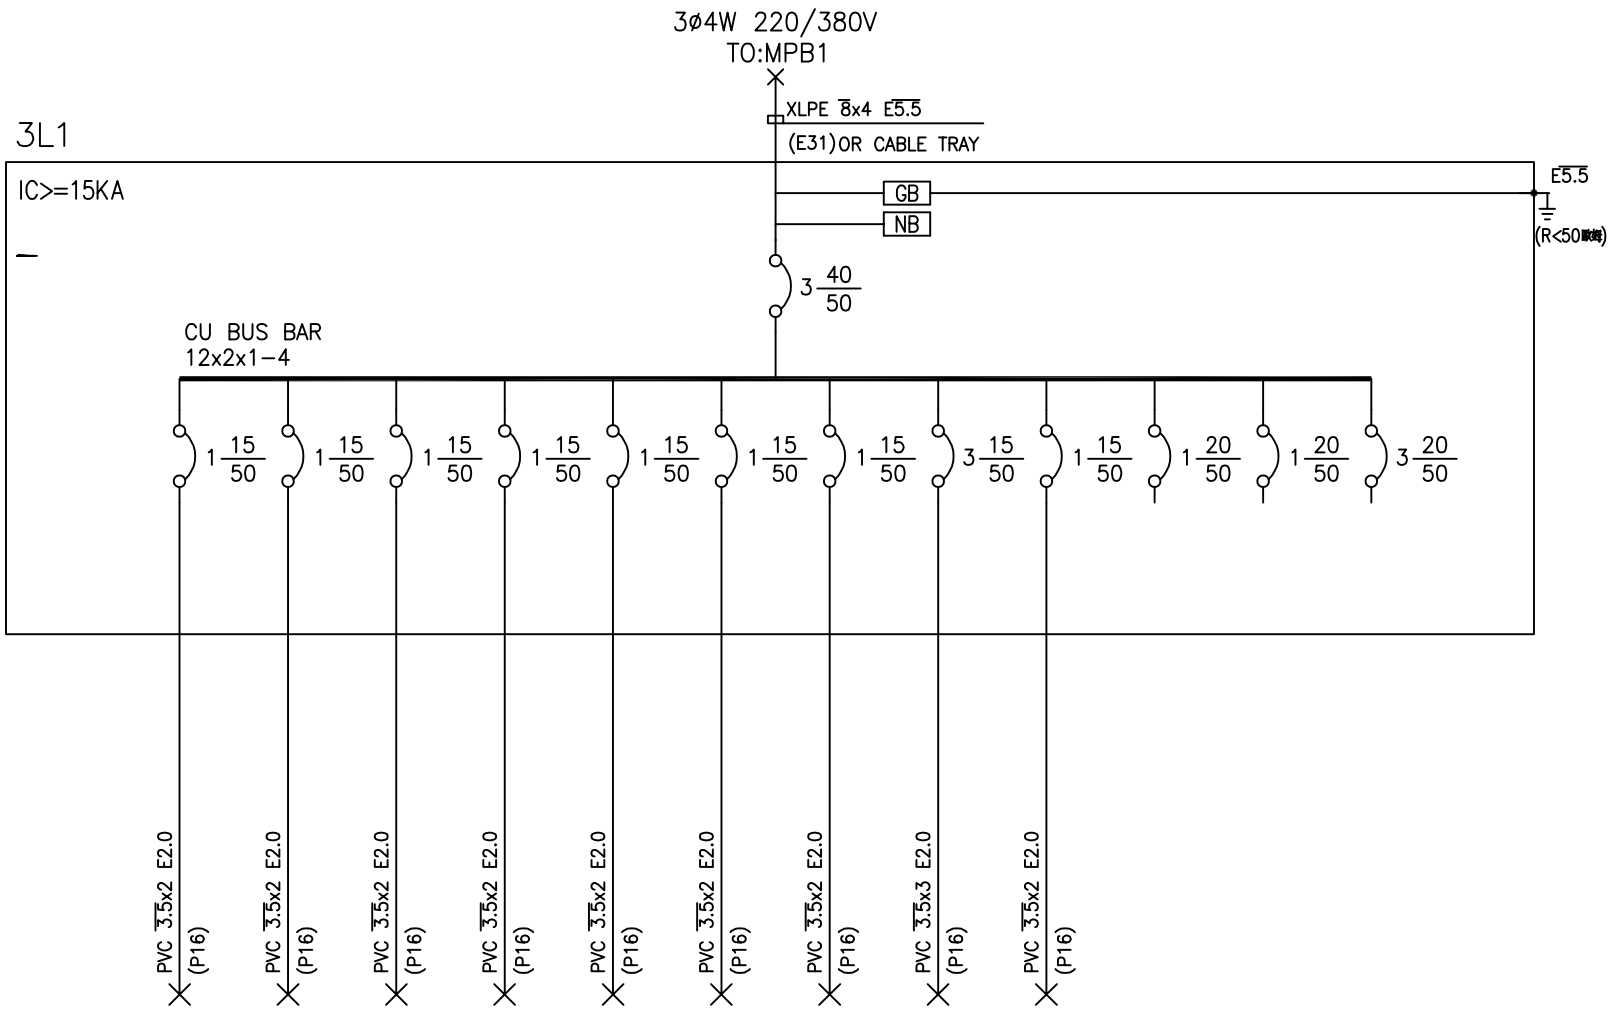 3ø4W 220/380V
TO:MPB1
XLPE 8x4 E5.5
(E31)OR CABLE TRAY
3L1
IC>=15KA
GB
E5.5
NB
(R<50
3 40/50
CU BUS BAR
12x2x1-4
1 15/50
1 15/50
1 15/50
1 15/50
1 15/50
1 15/50
1 15/50
3 15/50
1 15/50
1 20/50
1 20/50
3 20/50
PVC 3.5x2 E2.0
(P16)
PVC 3.5x2 E2.0
(P16)
PVC 3.5x2 E2.0
(P16)
PVC 3.5x2 E2.0
(P16)
PVC 3.5x2 E2.0
(P16)
PVC 3.5x2 E2.0
(P16)
PVC 3.5x2 E2.0
(P16)
PVC 3.5x3 E2.0
(P16)
PVC 3.5x2 E2.0
(P16)